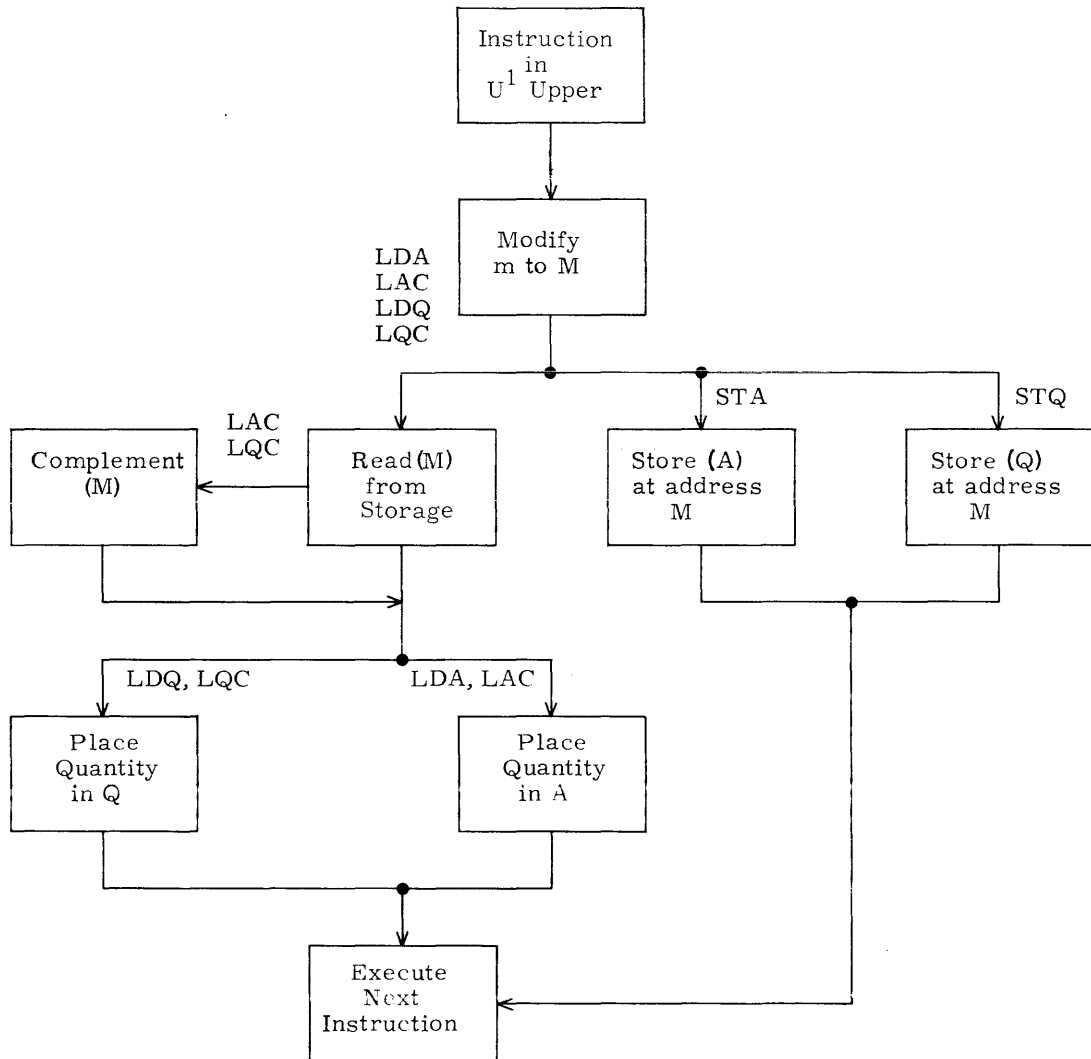 Instruction
in
U¹ Upper
Modify
m to M
LDA
LAC
LDQ
LQC
STA
STQ
LAC
LQC
Complement
(M)
Read (M)
from
Storage
Store (A)
at address
M
Store (Q)
at address
M
LDQ, LQC
LDA, LAC
Place
Quantity
in Q
Place
Quantity
in A
Execute
Next
Instruction